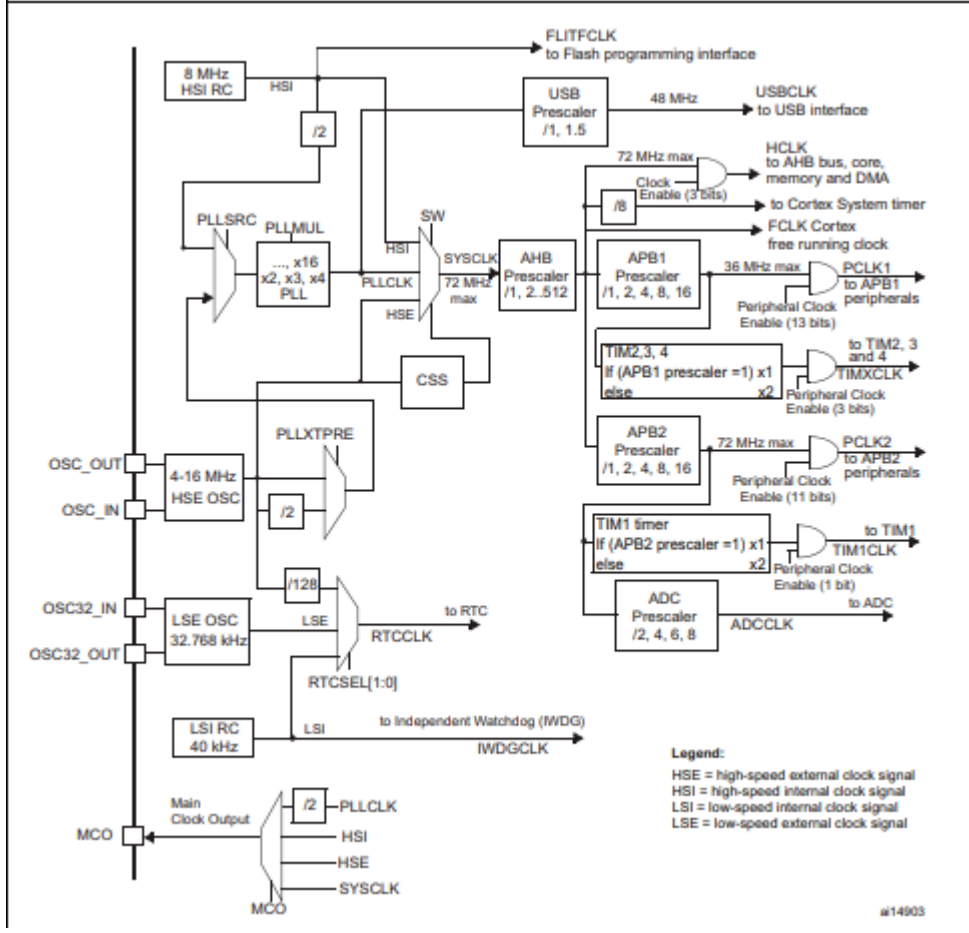 FLITFCLK
to Flash programming interface
8 MHz
HSI RC
HSI
USB
Prescaler
/1, 1.5
48 MHz
USBCLK
to USB interface
/2
72 MHz max
HCLK
to AHB bus, core,
memory and DMA
Clock
Enable (3 bits)
/8
to Cortex System timer
FCLK Cortex
free running clock
PLLSRC
PLLMUL
..., x16
x2, x3, x4
PLL
SW
HSI
PLLCLK
HSE
SYSCLK
72 MHz
max
AHB
Prescaler
/1, 2..512
APB1
Prescaler
/1, 2, 4, 8, 16
36 MHz max
PCLK1
to APB1
peripherals
Peripheral Clock
Enable (13 bits)
TIM2,3, 4
If (APB1 prescaler =1) x1
else x2
to TIM2, 3
and 4
TIMXCLK
Peripheral Clock
Enable (3 bits)
CSS
PLLXTPRE
OSC_OUT
OSC_IN
4-16 MHz
HSE OSC
/2
APB2
Prescaler
/1, 2, 4, 8, 16
72 MHz max
PCLK2
to APB2
peripherals
Peripheral Clock
Enable (11 bits)
TIM1 timer
If (APB2 prescaler =1) x1
else x2
to TIM1
TIM1CLK
Peripheral Clock
Enable (1 bit)
/128
OSC32_IN
OSC32_OUT
LSE OSC
32.768 kHz
LSE
to RTC
RTCCLK
RTCSEL[1:0]
ADC
Prescaler
/2, 4, 6, 8
to ADC
ADCCLK
LSI RC
40 kHz
LSI
to Independent Watchdog (IWDG)
IWDGCLK
Legend:
HSE = high-speed external clock signal
HSI = high-speed internal clock signal
LSI = low-speed internal clock signal
LSE = low-speed external clock signal
Main
Clock Output
MCO
/2
PLLCLK
HSI
HSE
SYSCLK
MCO
ai14903